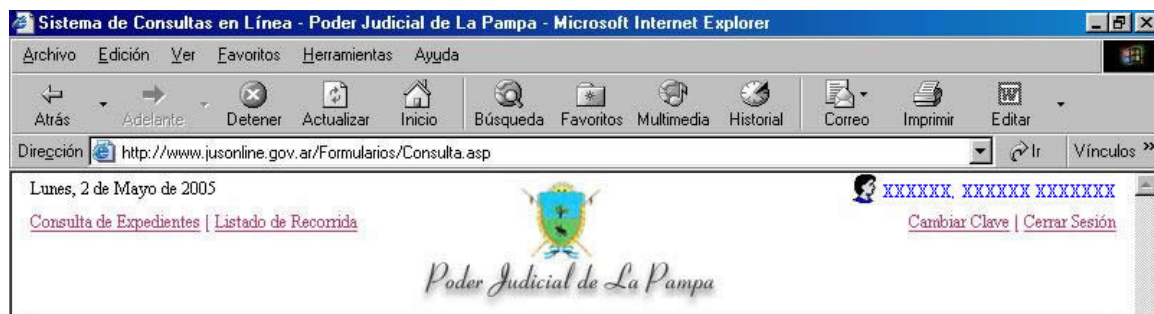 Sistema de Consultas en Línea - Poder Judicial de La Pampa - Microsoft Internet Explorer
Archivo Edición Ver Favoritos Herramientas Ayuda
Atrás Adelante Detener Actualizar Inicio Búsqueda Favoritos Multimedia Historial Correo Imprimir Editar
Dirección http://www.jusonline.gov.ar/Formularios/Consulta.asp Ir Vínculos »
Lunes, 2 de Mayo de 2005 XXXXXX, XXXXXX XXXXXXX
Consulta de Expedientes | Listado de Recorrida Cambiar Clave | Cerrar Sesión
Poder Judicial de La Pampa